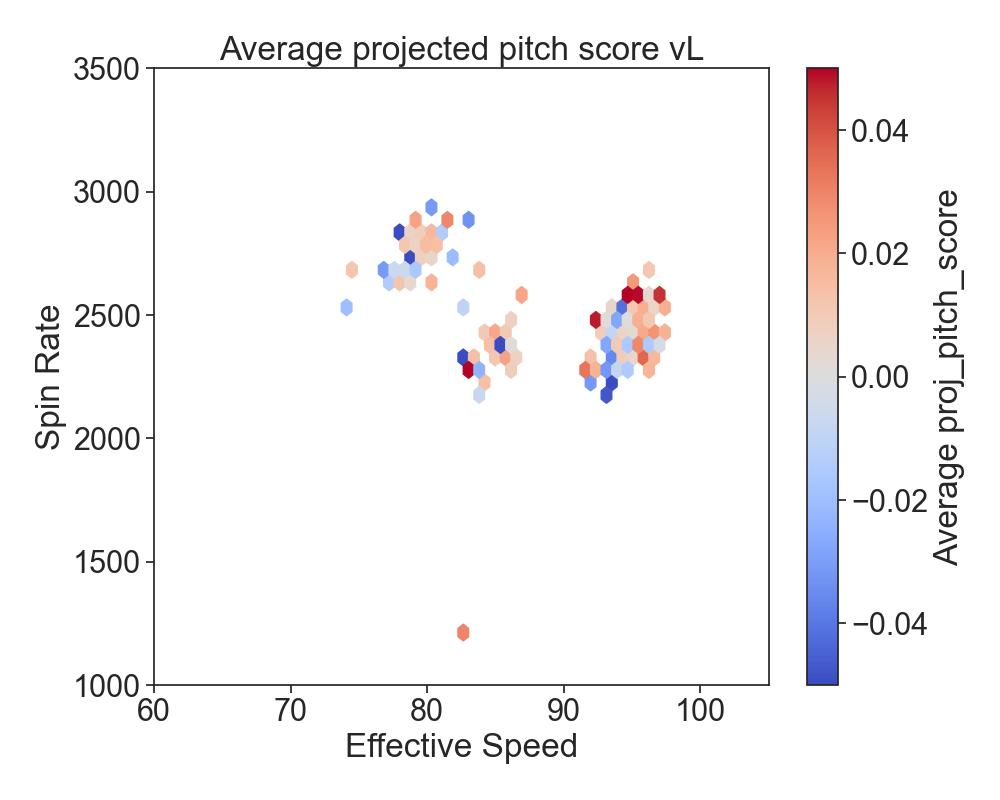 Average projected pitch score vL
3500
3000
2500
2000
1500
1000
Spin Rate
60 70 80 90 100
Effective Speed
0.04
0.02
0.00
−0.02
−0.04
Average proj_pitch_score